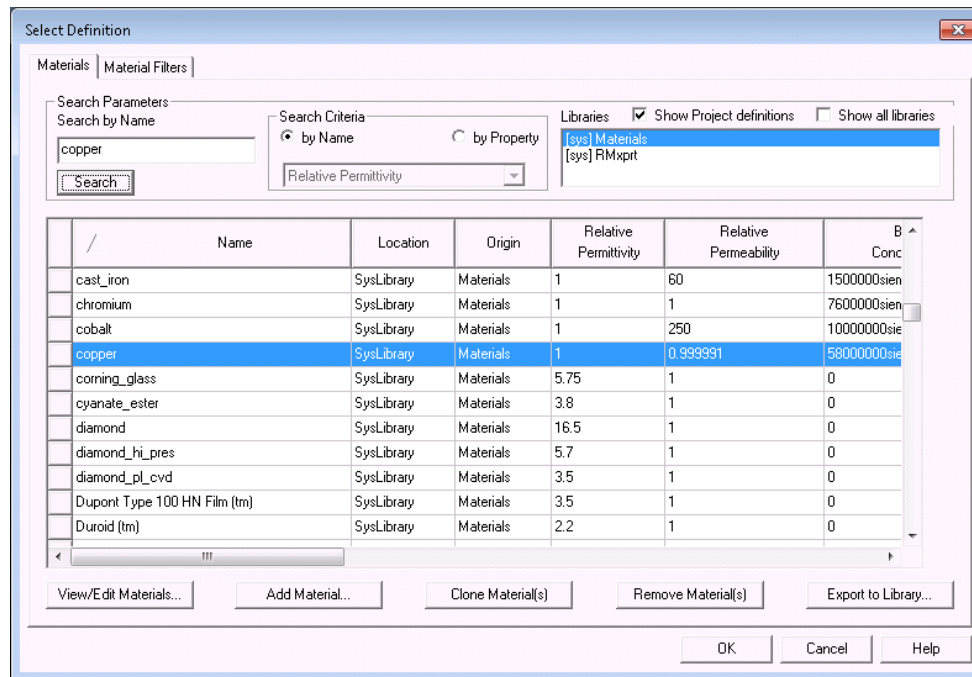 Select Definition
Materials Material Filters
Search Parameters
Search by Name
copper
Search
Search Criteria
by Name by Property
Relative Permittivity
Libraries Show Project definitions Show all libraries
[sys] Materials
[sys] RMxprt
Name Location Origin Relative Permittivity Relative Permeability B Conc
cast_iron SysLibrary Materials 1 60 1500000sien
chromium SysLibrary Materials 1 1 7600000sien
cobalt SysLibrary Materials 1 250 10000000sie
copper SysLibrary Materials 1 0.999991 58000000sie
corning_glass SysLibrary Materials 5.75 1 0
cyanate_ester SysLibrary Materials 3.8 1 0
diamond SysLibrary Materials 16.5 1 0
diamond_hi_pres SysLibrary Materials 5.7 1 0
diamond_pl_cvd SysLibrary Materials 3.5 1 0
Dupont Type 100 HN Film (tm) SysLibrary Materials 3.5 1 0
Duroid (tm) SysLibrary Materials 2.2 1 0
View/Edit Materials... Add Material... Clone Material(s) Remove Material(s) Export to Library...
OK Cancel Help